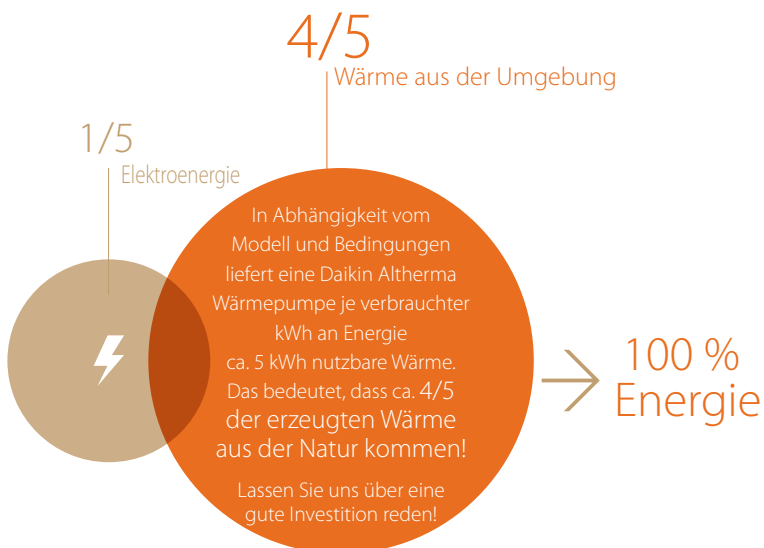 4/5
Wärme aus der Umgebung
1/5
Elektroenergie
In Abhängigkeit vom
Modell und Bedingungen
liefert eine Daikin Altherma
Wärmepumpe je verbrauchter
kWh an Energie
ca. 5 kWh nutzbare Wärme.
Das bedeutet, dass ca. 4/5
der erzeugten Wärme
aus der Natur kommen!
Lassen Sie uns über eine
gute Investition reden!
100 %
Energie